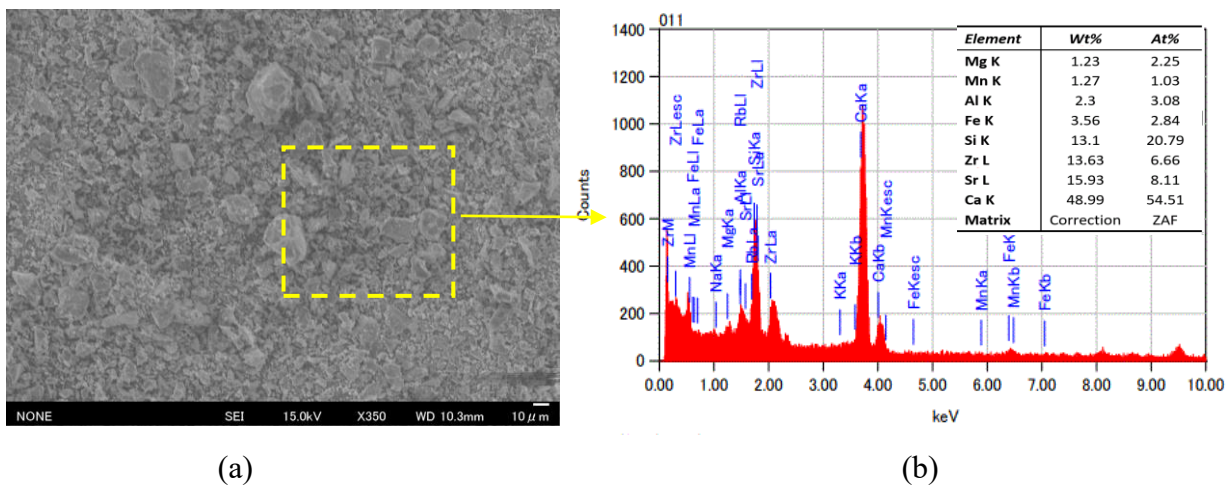 NONE SEI 15.0kV X350 WD 10.3mm 10μm
(a)
011
1400
1200
1000
800
600
400
200
0
Counts
0.00 1.00 2.00 3.00 4.00 5.00 6.00 7.00 8.00 9.00 10.00
keV
ZrM
ZrLesc
MnLl
FeLl
MnLa
FeLa
NaKa
MgKa
AlKa
RbLl
SrLl
RbLa
SiKa
SrLa
ZrLl
ZrLa
KKa
KKb
CaKa
CaKb
MnKesc
FeKesc
MnKa
MnKb
FeK
FeKb
Element Wt% At%
Mg K 1.23 2.25
Mn K 1.27 1.03
Al K 2.3 3.08
Fe K 3.56 2.84
Si K 13.1 20.79
Zr L 13.63 6.66
Sr L 15.93 8.11
Ca K 48.99 54.51
Matrix Correction ZAF
(b)